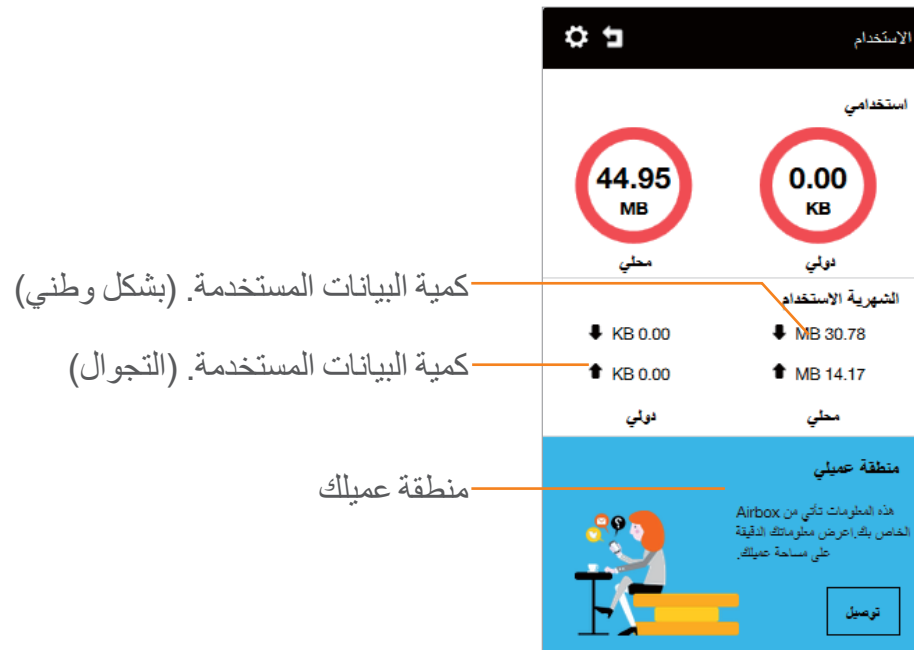 الاستخدام
استخدامي
0.00
KB
دولي
44.95
MB
محلي
الشهرية الاستخدام
MB 30.78
KB 0.00
MB 14.17
KB 0.00
محلي
دولي
منطقة عميلي
هذه المعلومات تأتي من Airbox
الخاص بك.اعرض معلوماتك الدقيقة
على مساحة عميلك.
توصيل
كمية البيانات المستخدمة. (بشكل وطني)
كمية البيانات المستخدمة. (التجوال)
منطقة عميلك